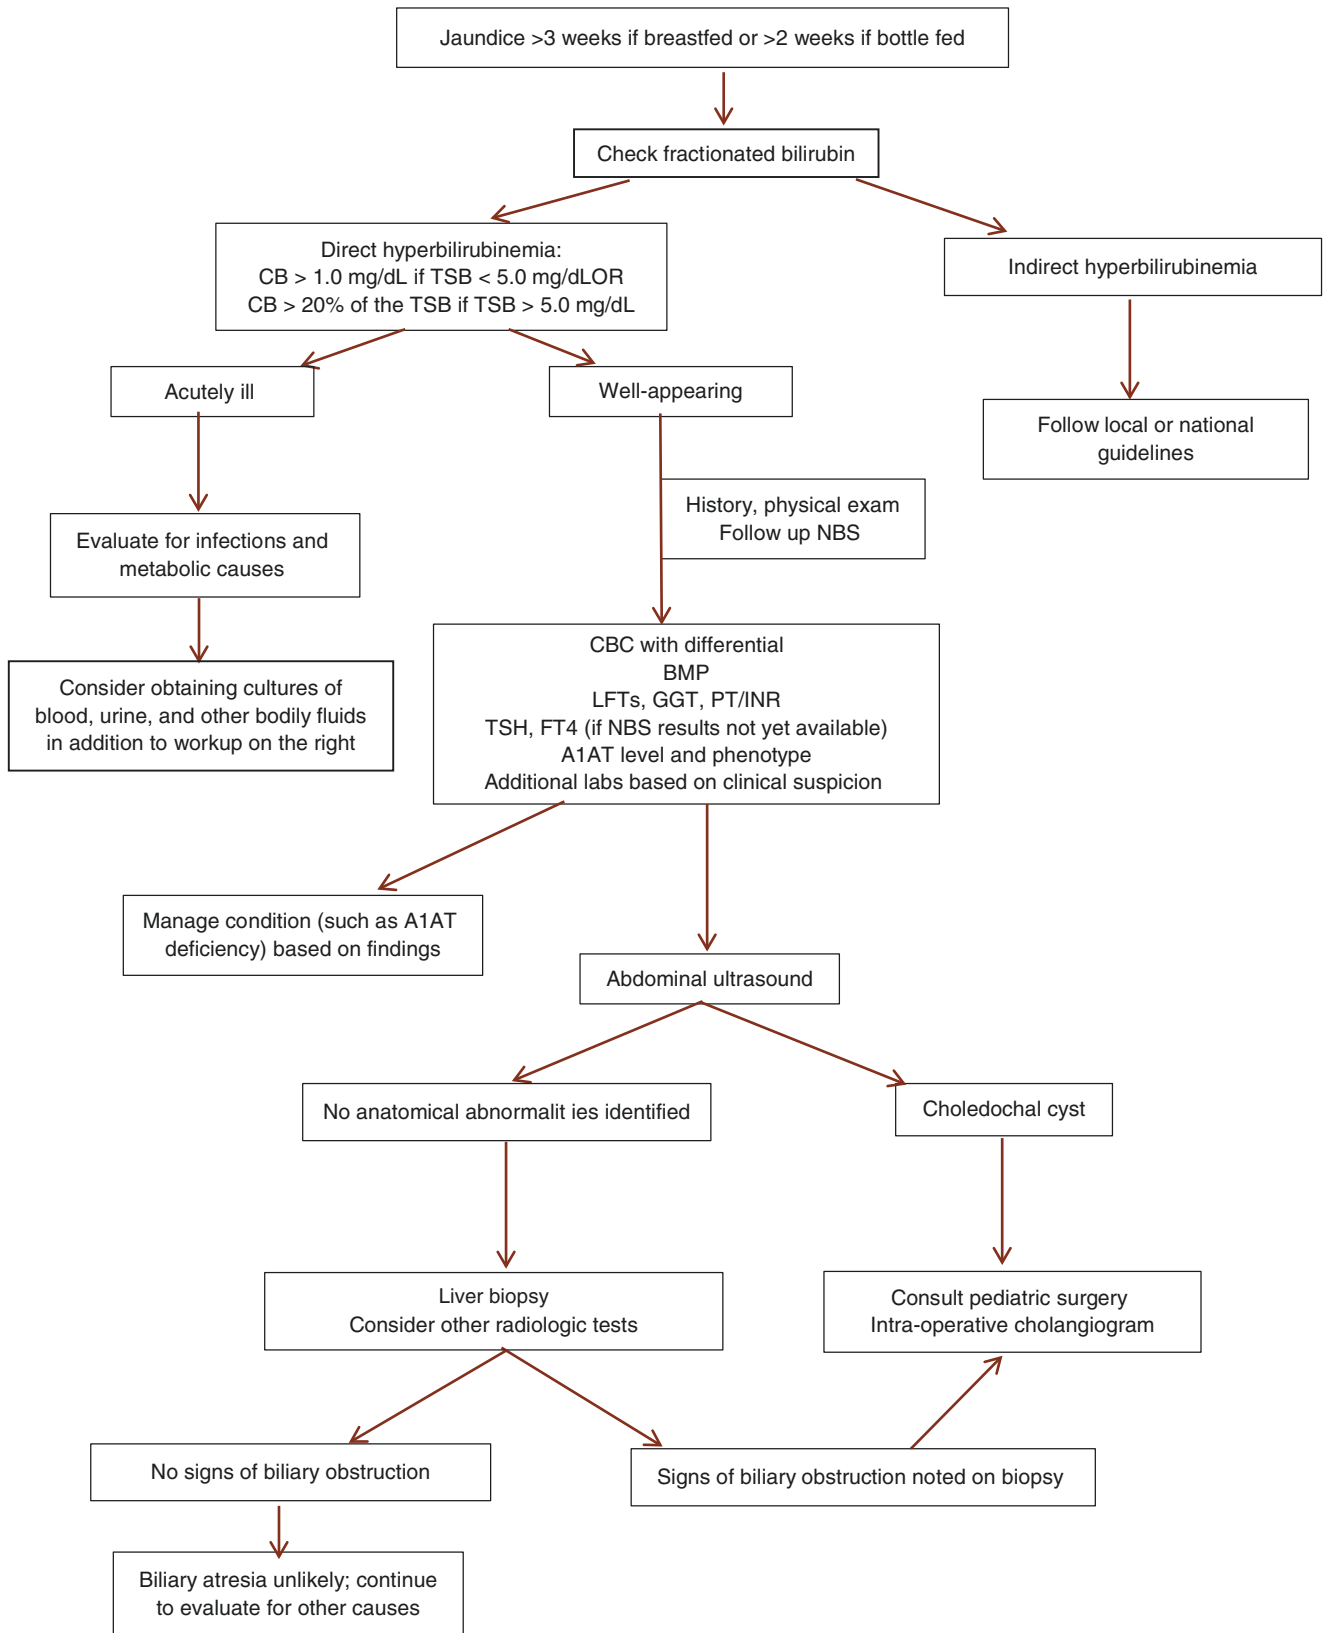 Jaundice >3 weeks if breastfed or >2 weeks if bottle fed
Check fractionated bilirubin
Direct hyperbilirubinemia:
CB > 1.0 mg/dL if TSB < 5.0 mg/dLOR
CB > 20% of the TSB if TSB > 5.0 mg/dL
Indirect hyperbilirubinemia
Acutely ill
Well-appearing
Follow local or national
guidelines
History, physical exam
Follow up NBS
Evaluate for infections and
metabolic causes
CBC with differential
BMP
LFTs, GGT, PT/INR
TSH, FT4 (if NBS results not yet available)
A1AT level and phenotype
Additional labs based on clinical suspicion
Consider obtaining cultures of
blood, urine, and other bodily fluids
in addition to workup on the right
Manage condition (such as A1AT
deficiency) based on findings
Abdominal ultrasound
No anatomical abnormalit ies identified
Choledochal cyst
Liver biopsy
Consider other radiologic tests
Consult pediatric surgery
Intra-operative cholangiogram
No signs of biliary obstruction
Signs of biliary obstruction noted on biopsy
Biliary atresia unlikely; continue
to evaluate for other causes